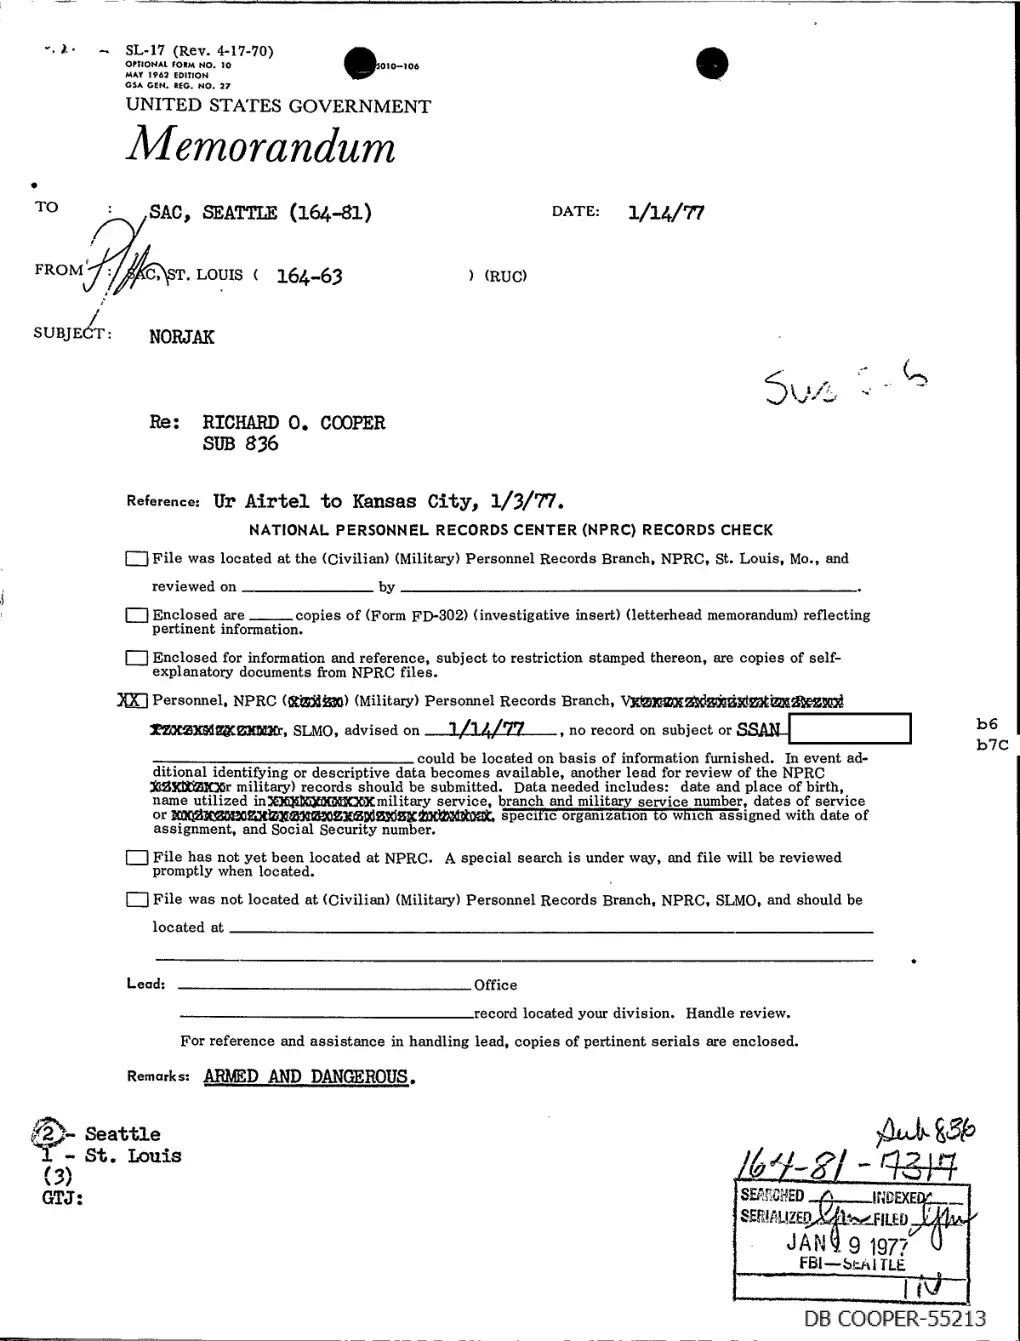 SL-17 (Rev. 4-17-70)
OPTIONAL FORM NO. 10
MAY 1962 EDITION
GSA GEN. REG. NO. 27
5010-106
UNITED STATES GOVERNMENT
Memorandum
TO : SAC, SEATTLE (164-81) DATE: 1/14/77
FROM : SAC, ST. LOUIS ( 164-63 ) (RUC)
SUBJECT: NORJAK
Sub
Re: RICHARD O. COOPER
SUB 836
Reference: Ur Airtel to Kansas City, 1/3/77.
NATIONAL PERSONNEL RECORDS CENTER (NPRC) RECORDS CHECK
File was located at the (Civilian) (Military) Personnel Records Branch, NPRC, St. Louis, Mo., and
reviewed on by .
Enclosed are copies of (Form FD-302) (investigative insert) (letterhead memorandum) reflecting
pertinent information.
Enclosed for information and reference, subject to restriction stamped thereon, are copies of self-
explanatory documents from NPRC files.
XX Personnel, NPRC ( ) (Military) Personnel Records Branch,
, SLMO, advised on 1/14/77 , no record on subject or SSAN
b6
b7C
could be located on basis of information furnished. In event ad-
ditional identifying or descriptive data becomes available, another lead for review of the NPRC
military) records should be submitted. Data needed includes: date and place of birth,
name utilized in military service, branch and military service number, dates of service
or specific organization to which assigned with date of
assignment, and Social Security number.
File has not yet been located at NPRC. A special search is under way, and file will be reviewed
promptly when located.
File was not located at (Civilian) (Military) Personnel Records Branch, NPRC, SLMO, and should be
located at
.
Lead: Office
record located your division. Handle review.
For reference and assistance in handling lead, copies of pertinent serials are enclosed.
Remarks: ARMED AND DANGEROUS.
2 - Seattle
1 - St. Louis
(3)
GTJ:
Sub 836
164-81-7317
SEARCHED INDEXED
SERIALIZED FILED
JAN 9 1977
FBI—SEATTLE
DB COOPER-55213